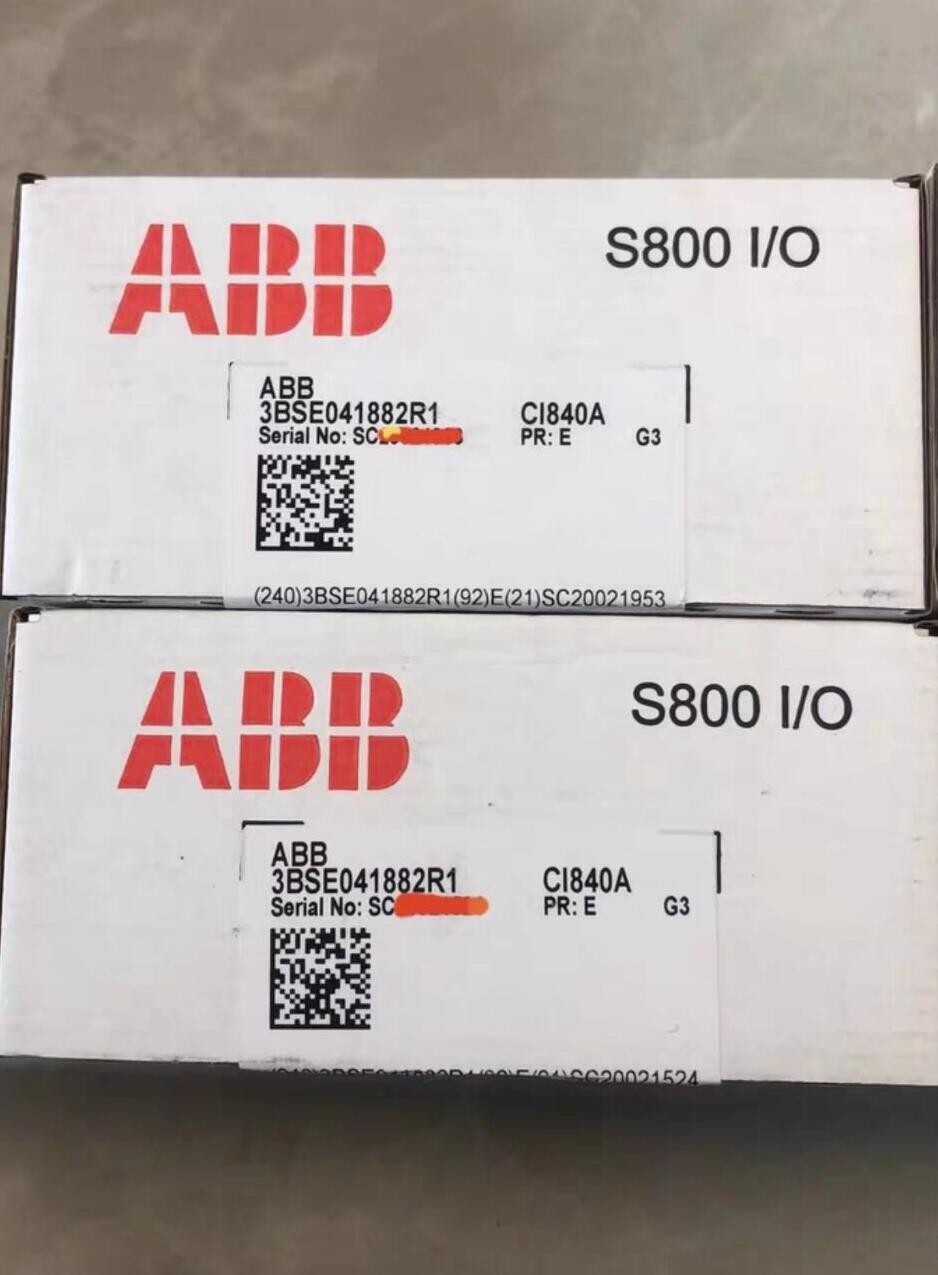 ABB
S800 I/O
ABB
3BSE041882R1 CI840A
Serial No: SC PR: E G3
(240)3BSE041882R1(92)E(21)SC20021953
ABB
S800 I/O
ABB
3BSE041882R1 CI840A
Serial No: SC PR: E G3
SC20021524